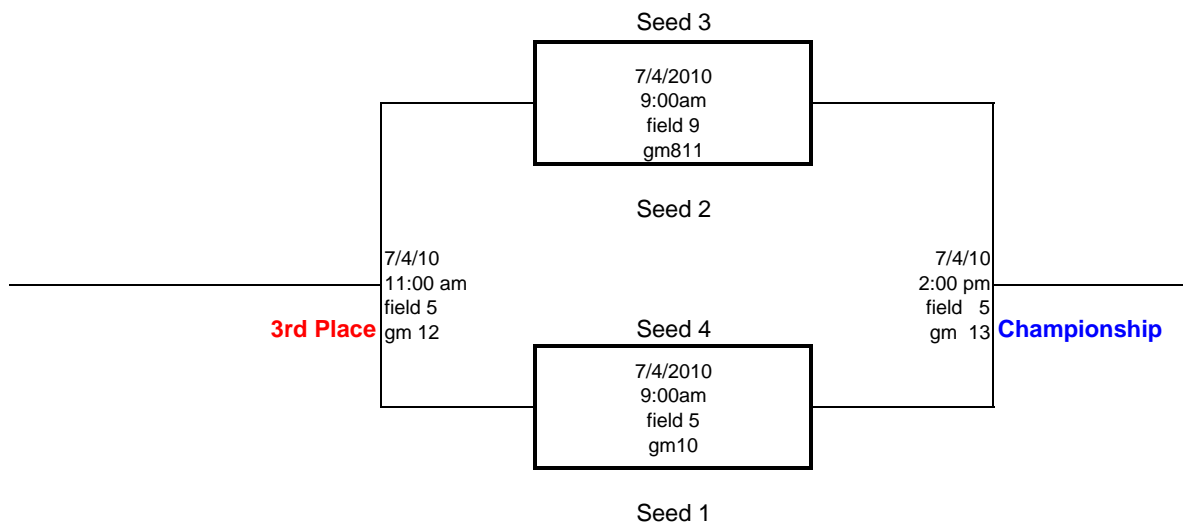 Seed 3
7/4/2010
9:00am
field 9
gm811
Seed 2
7/4/10
11:00 am
field 5
3rd Place gm 12
7/4/10
2:00 pm
field 5
gm 13 Championship
Seed 4
7/4/2010
9:00am
field 5
gm10
Seed 1